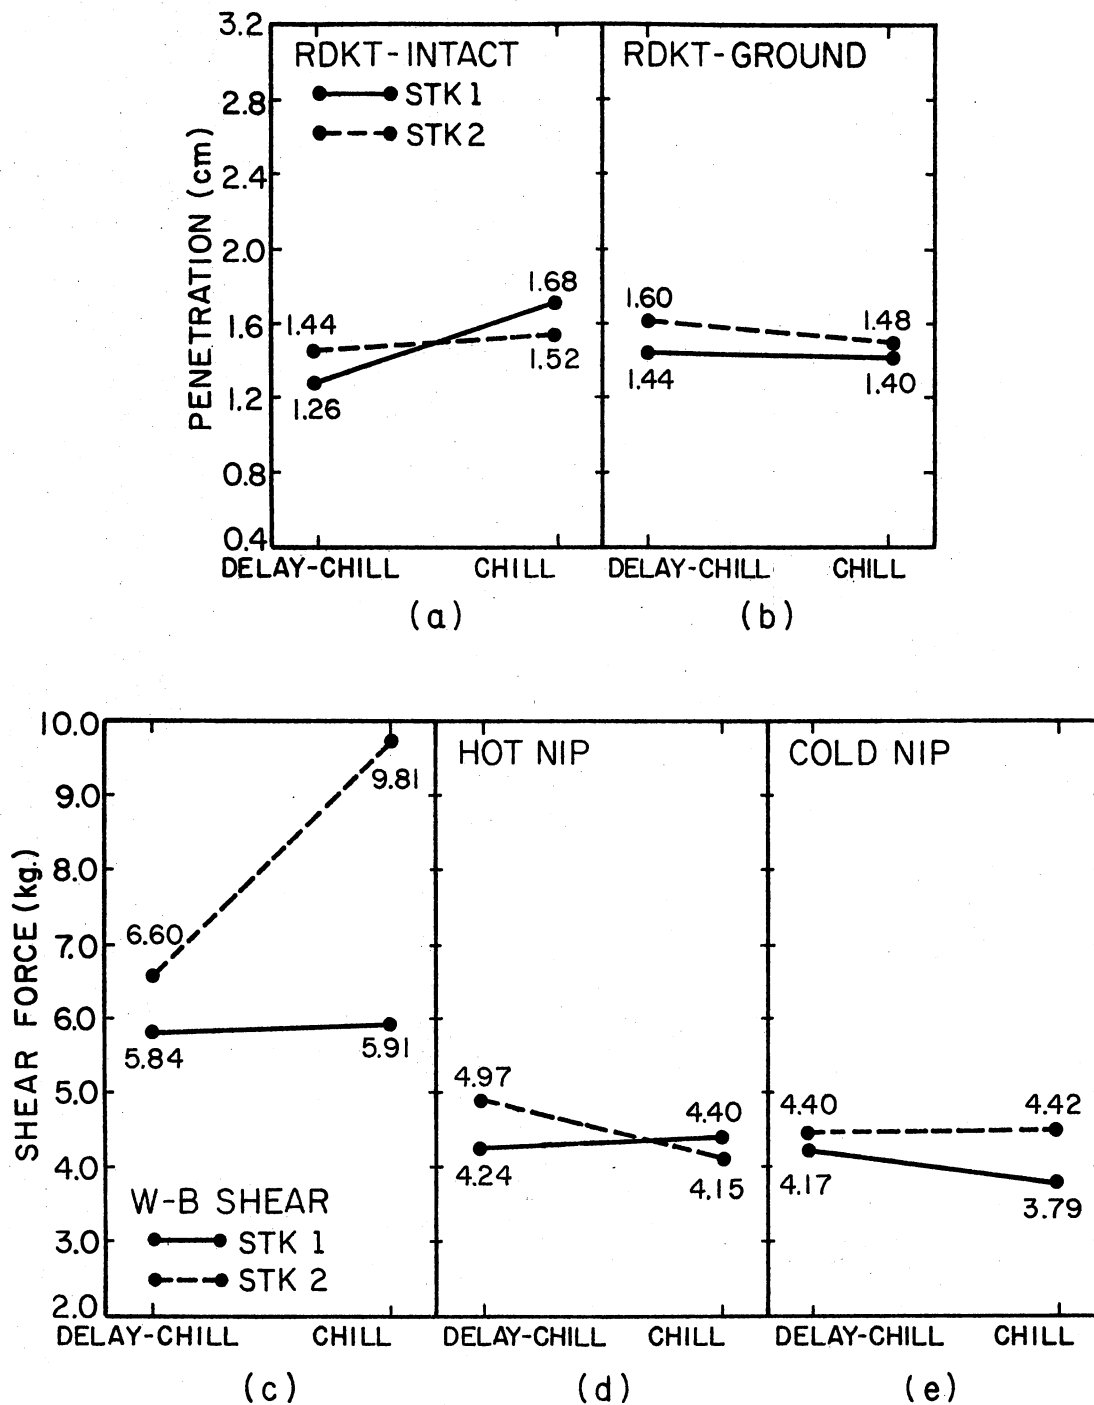 3.2
2.8
2.4
2.0
1.6
1.2
0.8
0.4
PENETRATION (cm)
RDKT-INTACT
STK 1
STK 2
1.44
1.26
1.68
1.52
DELAY-CHILL CHILL
(a)
RDKT-GROUND
1.60
1.44
1.48
1.40
DELAY-CHILL CHILL
(b)
10.0
9.0
8.0
7.0
6.0
5.0
4.0
3.0
2.0
SHEAR FORCE (kg.)
9.81
6.60
5.84
5.91
W-B SHEAR
STK 1
STK 2
DELAY-CHILL CHILL
(c)
HOT NIP
4.97
4.24
4.40
4.15
DELAY-CHILL CHILL
(d)
COLD NIP
4.40
4.17
4.42
3.79
DELAY-CHILL CHILL
(e)